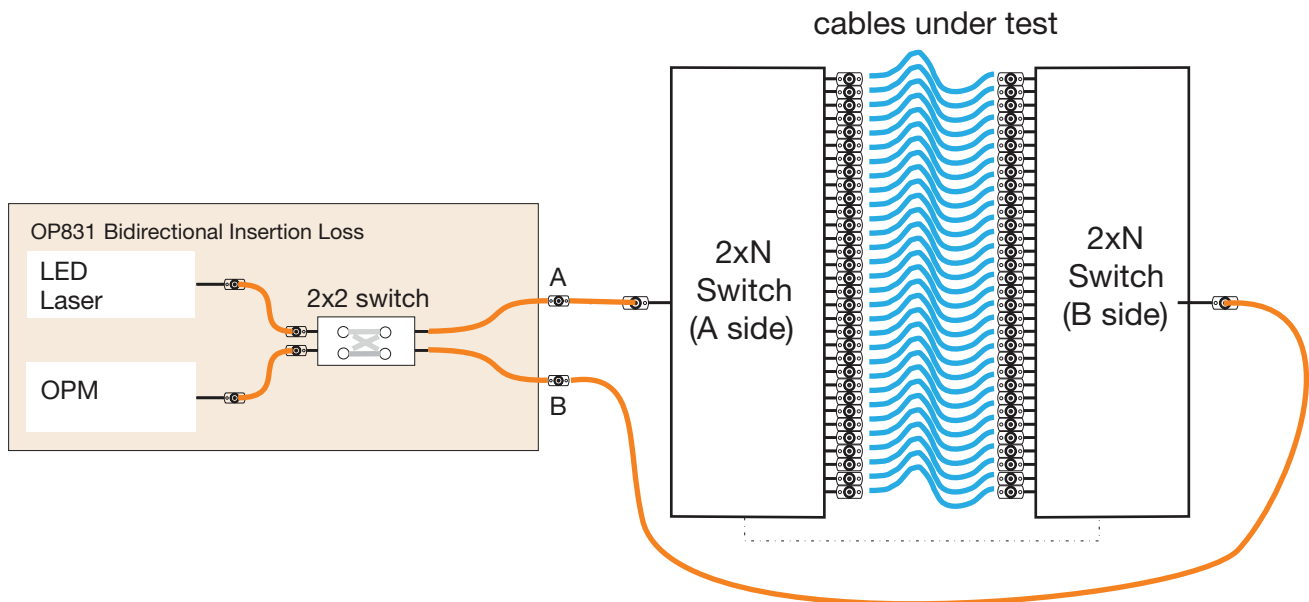 cables under test
OP831 Bidirectional Insertion Loss
LED
Laser
2x2 switch
OPM
A
B
2xN
Switch
(A side)
2xN
Switch
(B side)